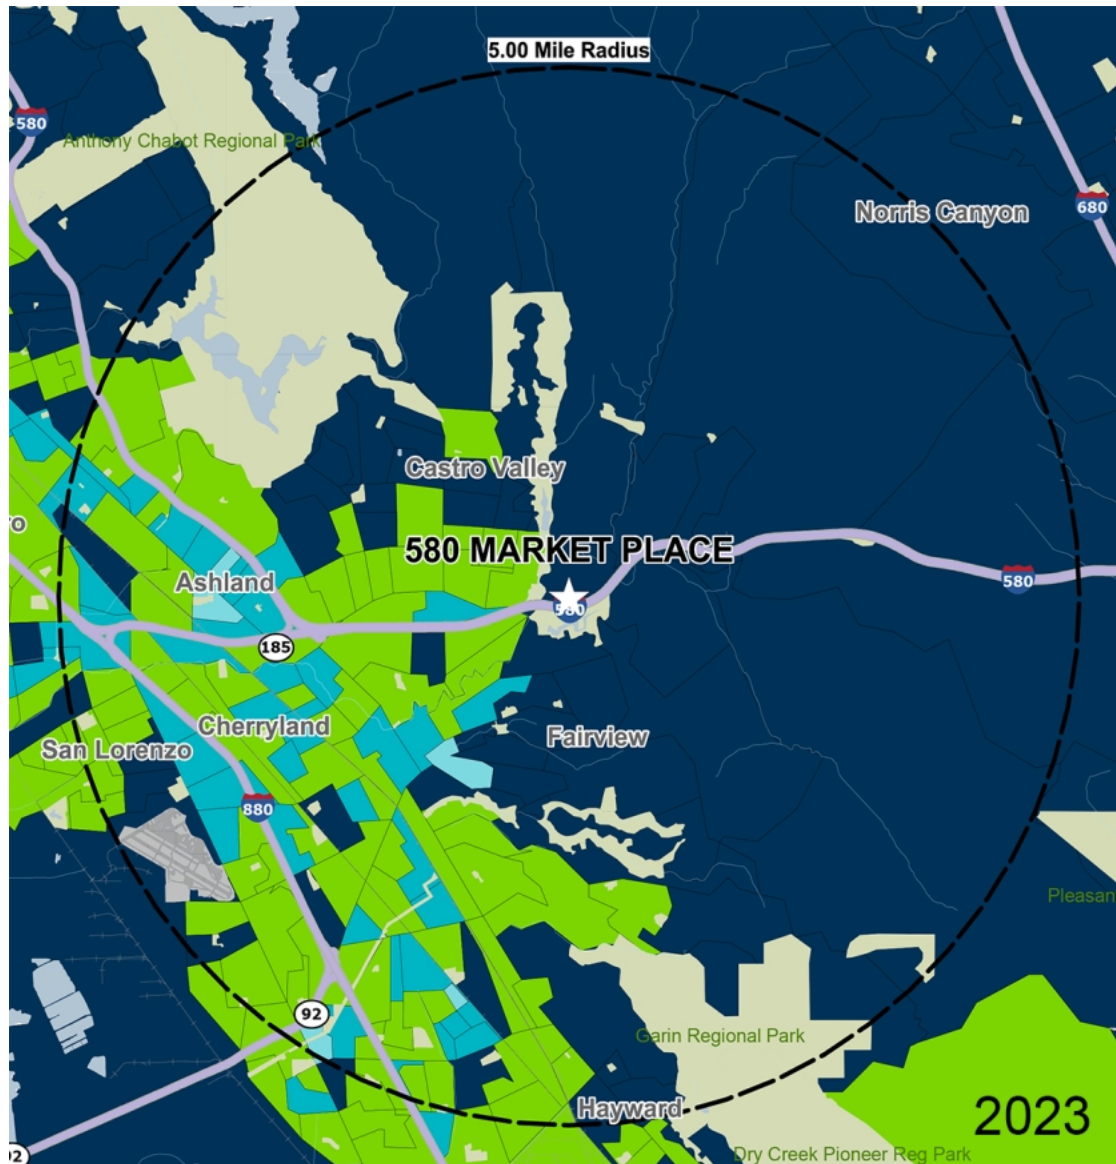 5.00 Mile Radius
580
Anthony Chabot Regional Park
680
Norris Canyon
Castro Valley
ro
580 MARKET PLACE
Ashland
580
580
185
Cherryland
San Lorenzo
Fairview
880
Pleasan
92
Garin Regional Park
Hayward
2023
92
Dry Creek Pioneer Reg Park